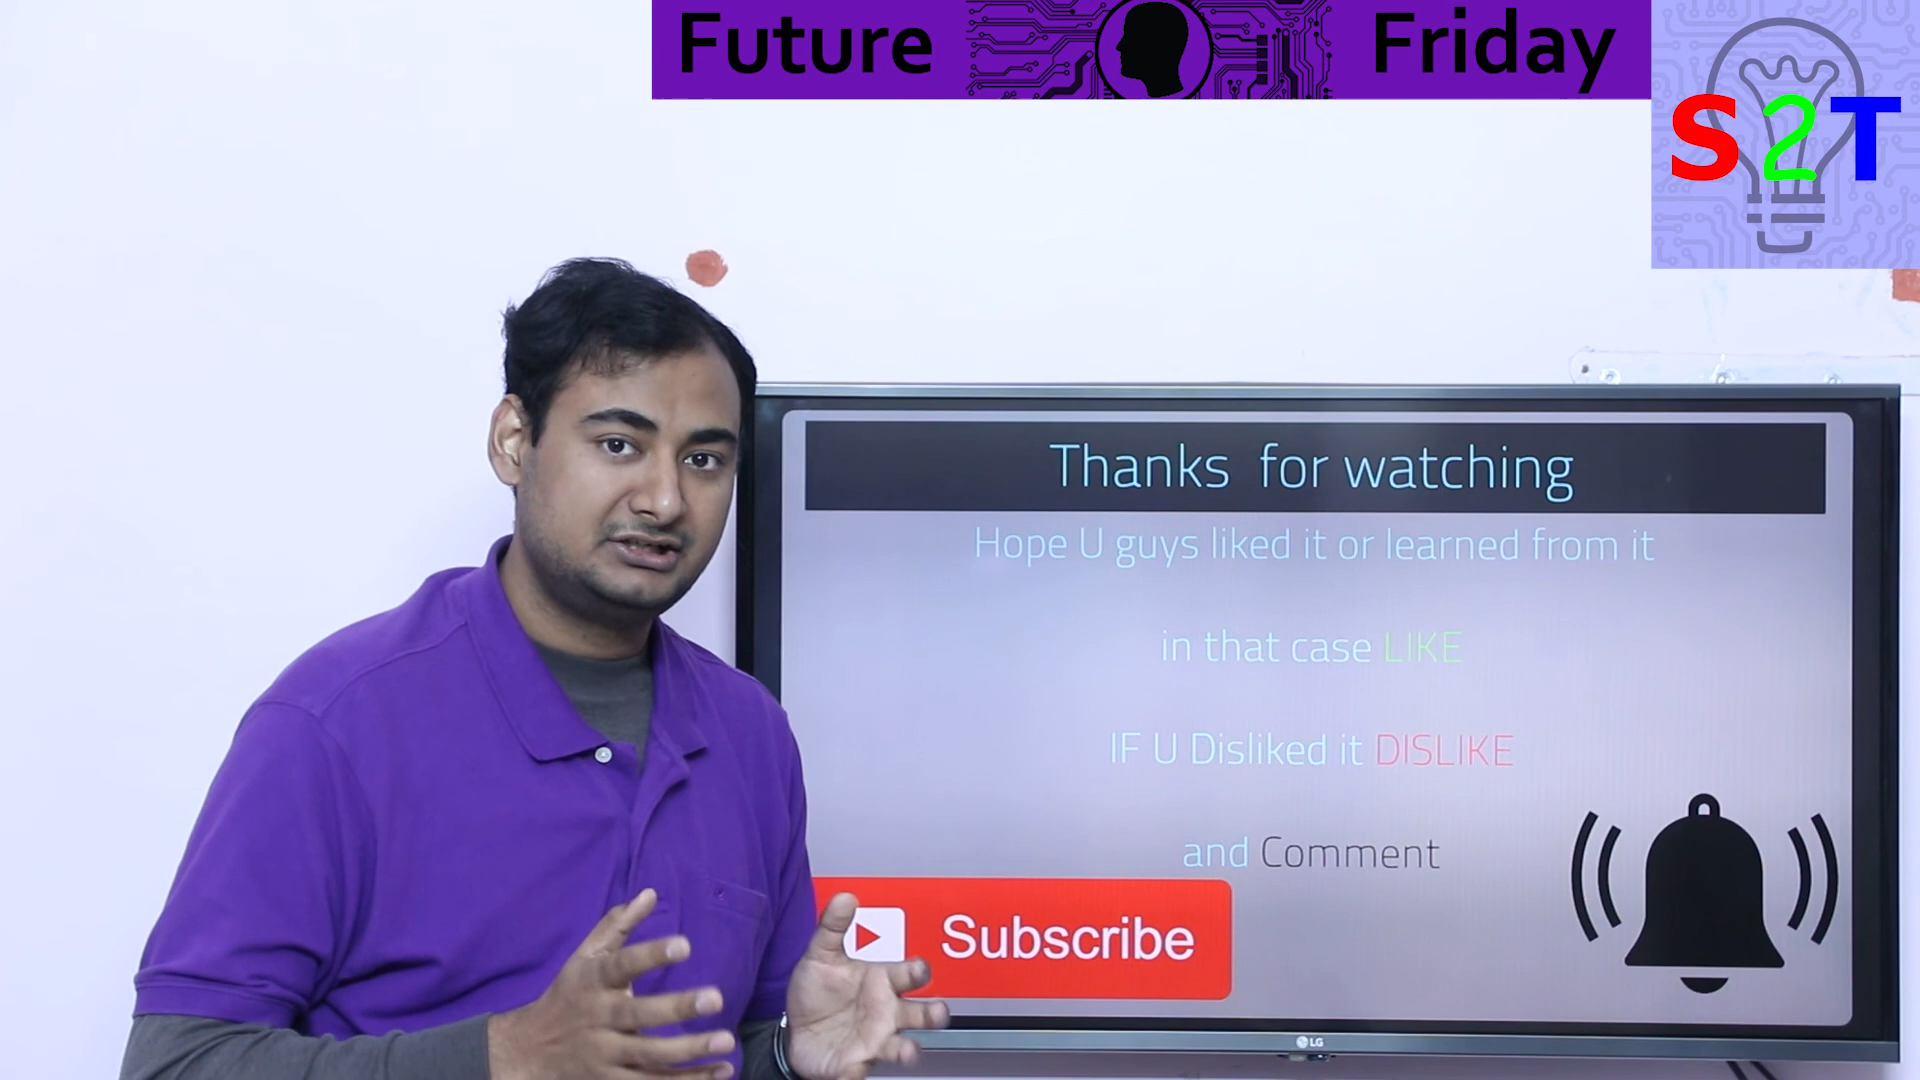 Future Friday
S2T
Thanks for watching
Hope U guys liked it or learned from it
in that case LIKE
IF U Disliked it DISLIKE
and Comment
Subscribe
LG